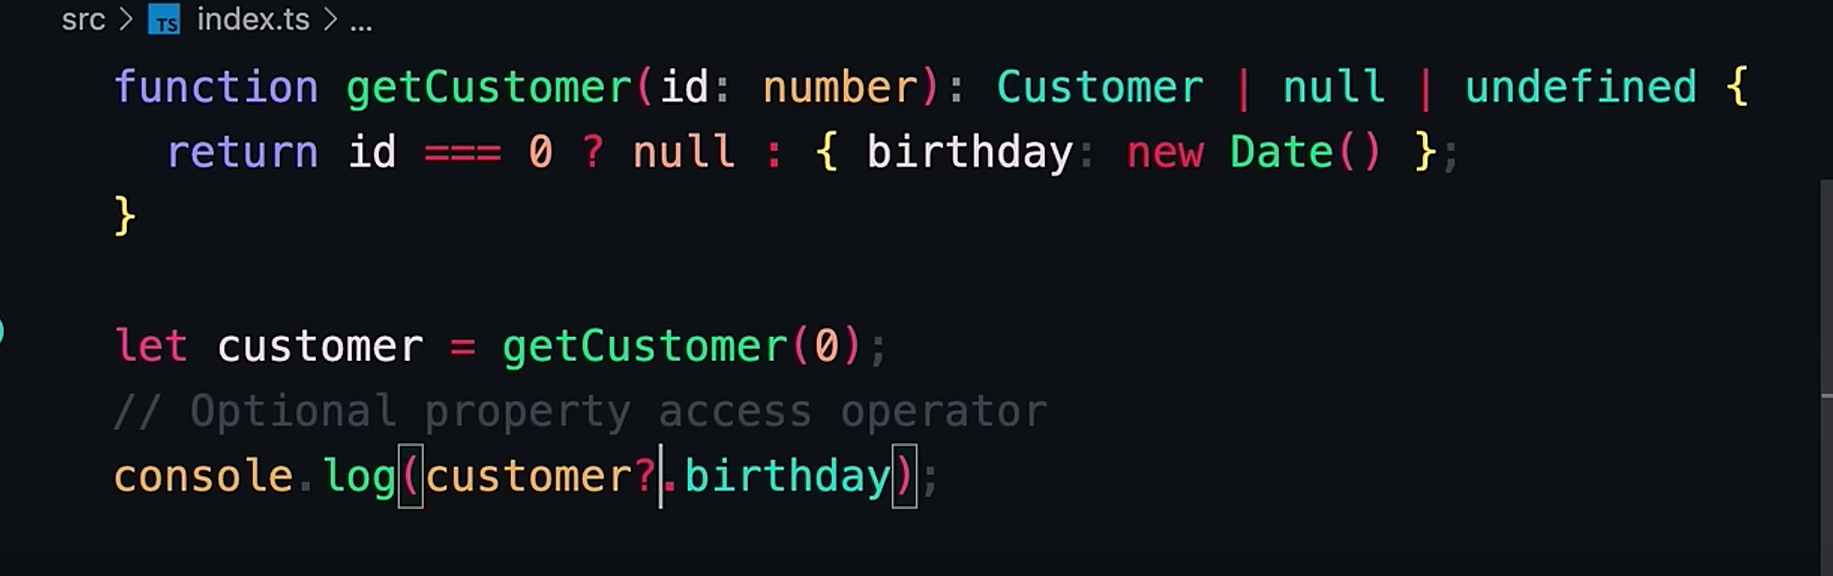 src > TS index.ts > ...
function getCustomer(id: number): Customer | null | undefined {
  return id === 0 ? null : { birthday: new Date() };
}
let customer = getCustomer(0);
// Optional property access operator
console.log(customer?.birthday);